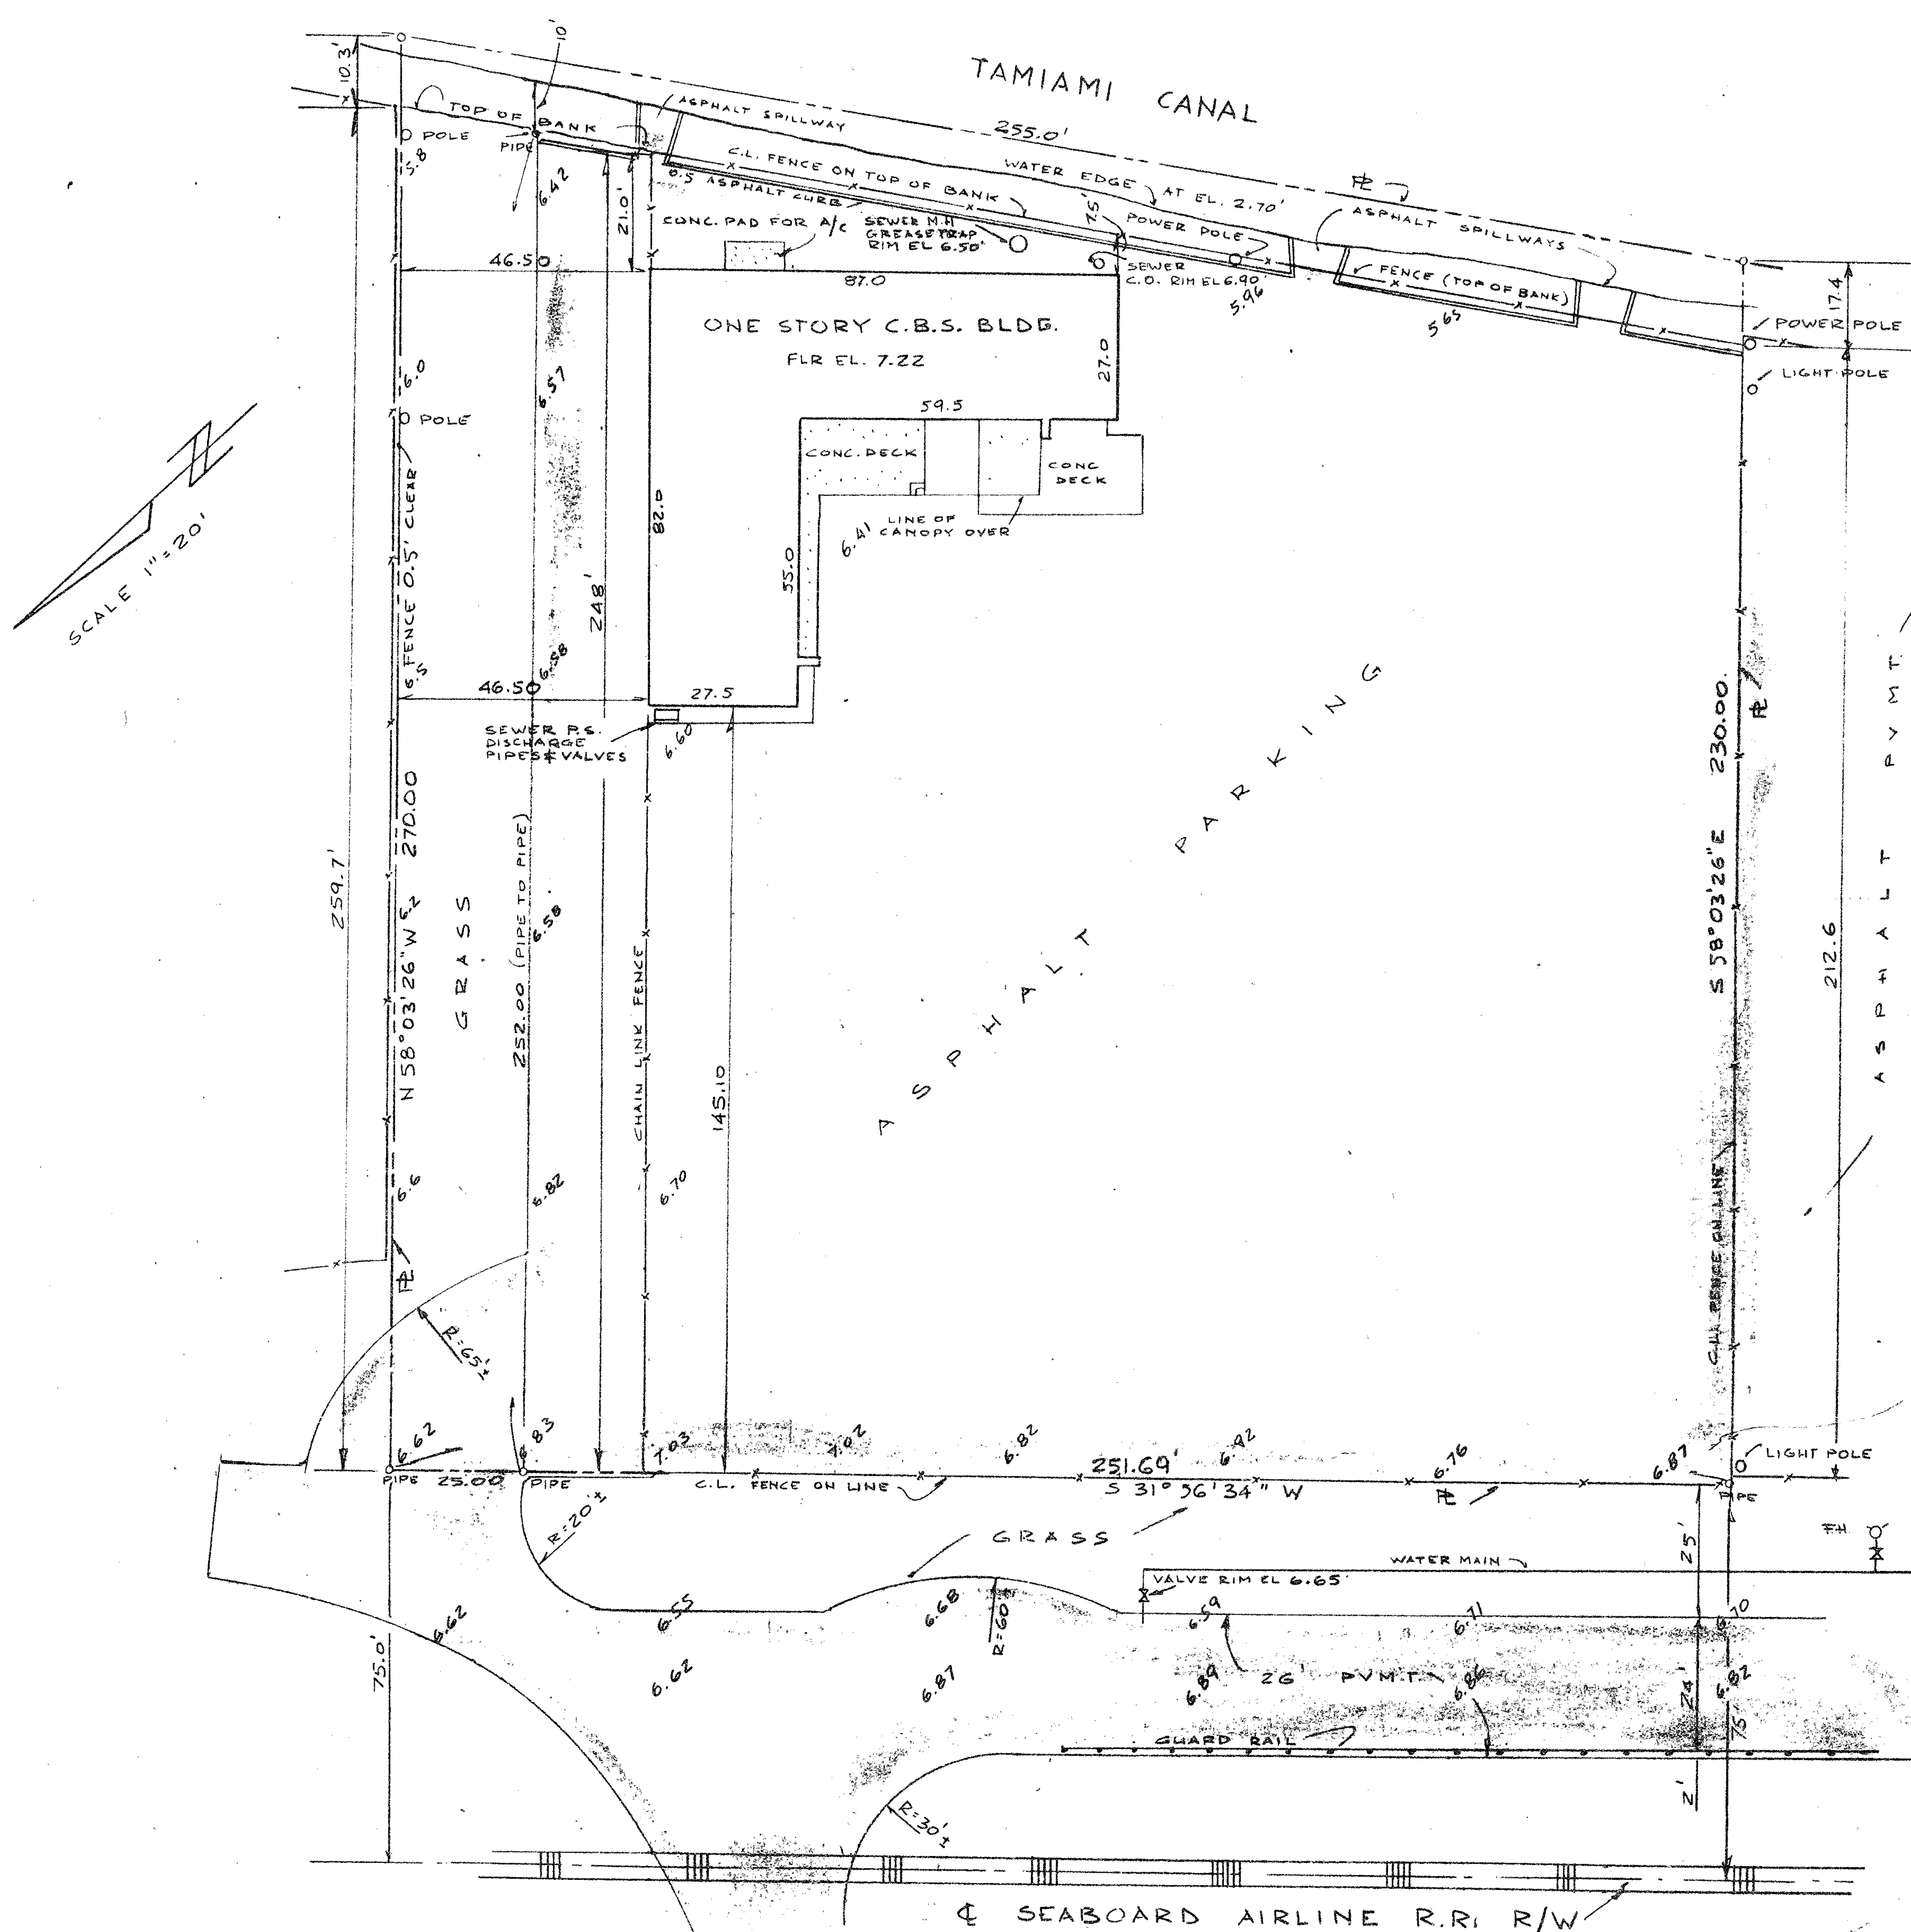 TAMIAMI CANAL
10'
10.3'
TOP OF BANK
ASPHALT SPILLWAY
255.0'
POLE
PIPE
5.8
6.42
21.0'
C.L. FENCE ON TOP OF BANK
0.5 ASPHALT CURB
WATER EDGE AT EL. 2.70'
ASPHALT SPILLWAYS
CONC. PAD FOR A/C
SEWER M.H
GREASE TRAP
RIM EL 6.50'
7.5'
POWER POLE
SEWER
C.O. RIM EL 6.90
5.96
FENCE (TOP OF BANK)
5.65
17.4
POWER POLE
LIGHT POLE
46.50
87.0
ONE STORY C.B.S. BLDG.
FLR EL. 7.22
27.0
59.5
6.0
POLE
6.57
CONC. DECK
CONC
DECK
LINE OF
CANOPY OVER
6.41
FENCE 0.5' CLEAR
82.0
55.0
248'
SCALE 1"=20'
6.5
6.58
46.50
27.5
SEWER P.S.
DISCHARGE
PIPES & VALVES
6.60
ASPHALT PARKING
S 58°03'26"E 230.00.
ASPHALT PVMT.
259.7'
N 58°03'26"W 270.00
6.2
GRASS
252.00 (PIPE TO PIPE)
6.58
CHAIN LINK FENCE
145.10
212.6
6.6
6.82
6.70
C.L. FENCE ON LINE
R=65'±
6.62
6.83
7.03
7.02
6.82
6.92
6.76
6.87
LIGHT POLE
PIPE
25.00
PIPE
C.L. FENCE ON LINE
251.69'
S 31°56'34" W
PIPE
R=20'±
GRASS
25'
F.H.
WATER MAIN
VALVE RIM EL 6.65'
6.62
6.55
6.68
R=60'
6.59
6.71
6.70
75.0'
6.62
6.87
6.89
26' PVMT.
6.86
24'
6.82
75'
GUARD RAIL
2'
R=30'±
℄ SEABOARD AIRLINE R.R. R/W